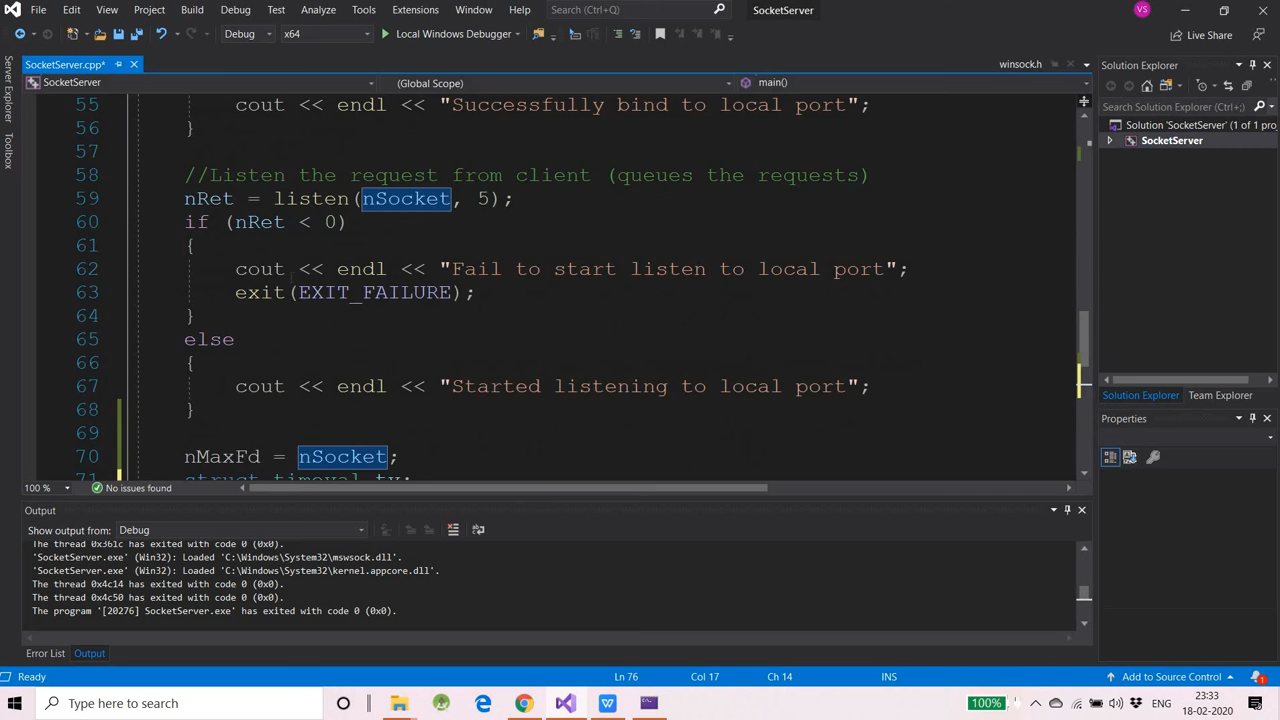 File Edit View Project Build Debug Test Analyze Tools Extensions Window Help Search (Ctrl+Q) SocketServer VS
Debug x64 Local Windows Debugger Live Share
SocketServer.cpp* winsock.h
SocketServer (Global Scope) main()
Server Explorer
Toolbox
55 cout << endl << "Successfully bind to local port";
56 }
57
58 //Listen the request from client (queues the requests)
59 nRet = listen(nSocket, 5);
60 if (nRet < 0)
61 {
62 cout << endl << "Fail to start listen to local port";
63 exit(EXIT_FAILURE);
64 }
65 else
66 {
67 cout << endl << "Started listening to local port";
68 }
69
70 nMaxFd = nSocket;
71 struct timeval tv;
100 % No issues found
Output
Show output from: Debug
The thread 0x361c has exited with code 0 (0x0).
'SocketServer.exe' (Win32): Loaded 'C:\Windows\System32\mswsock.dll'.
'SocketServer.exe' (Win32): Loaded 'C:\Windows\System32\kernel.appcore.dll'.
The thread 0x4c14 has exited with code 0 (0x0).
The thread 0x4c50 has exited with code 0 (0x0).
The program '[20276] SocketServer.exe' has exited with code 0 (0x0).
Error List Output
Solution Explorer
Search Solution Explorer (Ctrl+;)
Solution 'SocketServer' (1 of 1 pro
SocketServer
Solution Explorer Team Explorer
Properties
Ready Ln 76 Col 17 Ch 14 INS Add to Source Control 1
Type here to search 100% ENG 23:33
18-02-2020